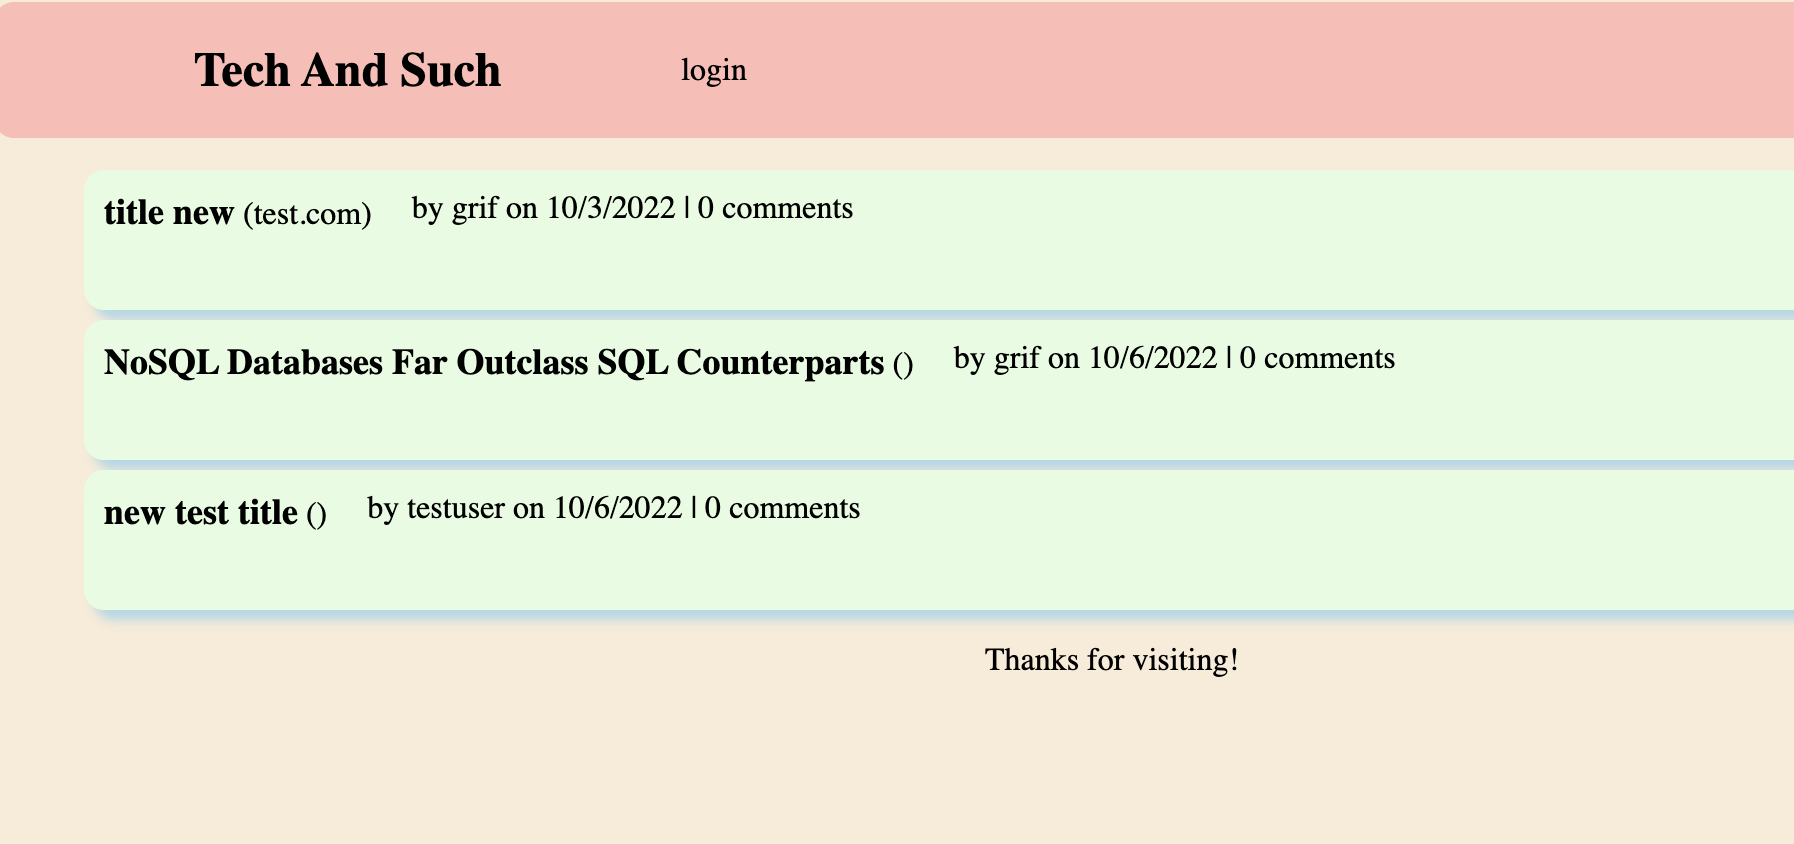 Tech And Such login
title new (test.com) by grif on 10/3/2022 | 0 comments
NoSQL Databases Far Outclass SQL Counterparts () by grif on 10/6/2022 | 0 comments
new test title () by testuser on 10/6/2022 | 0 comments
Thanks for visiting!